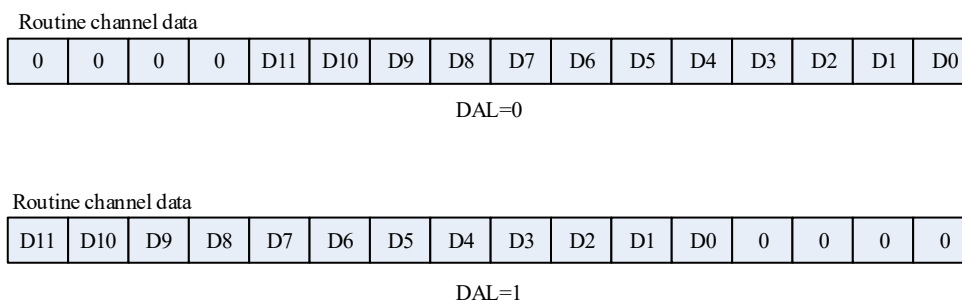 Routine channel data
0 0 0 0 D11 D10 D9 D8 D7 D6 D5 D4 D3 D2 D1 D0
DAL=0
Routine channel data
D11 D10 D9 D8 D7 D6 D5 D4 D3 D2 D1 D0 0 0 0 0
DAL=1